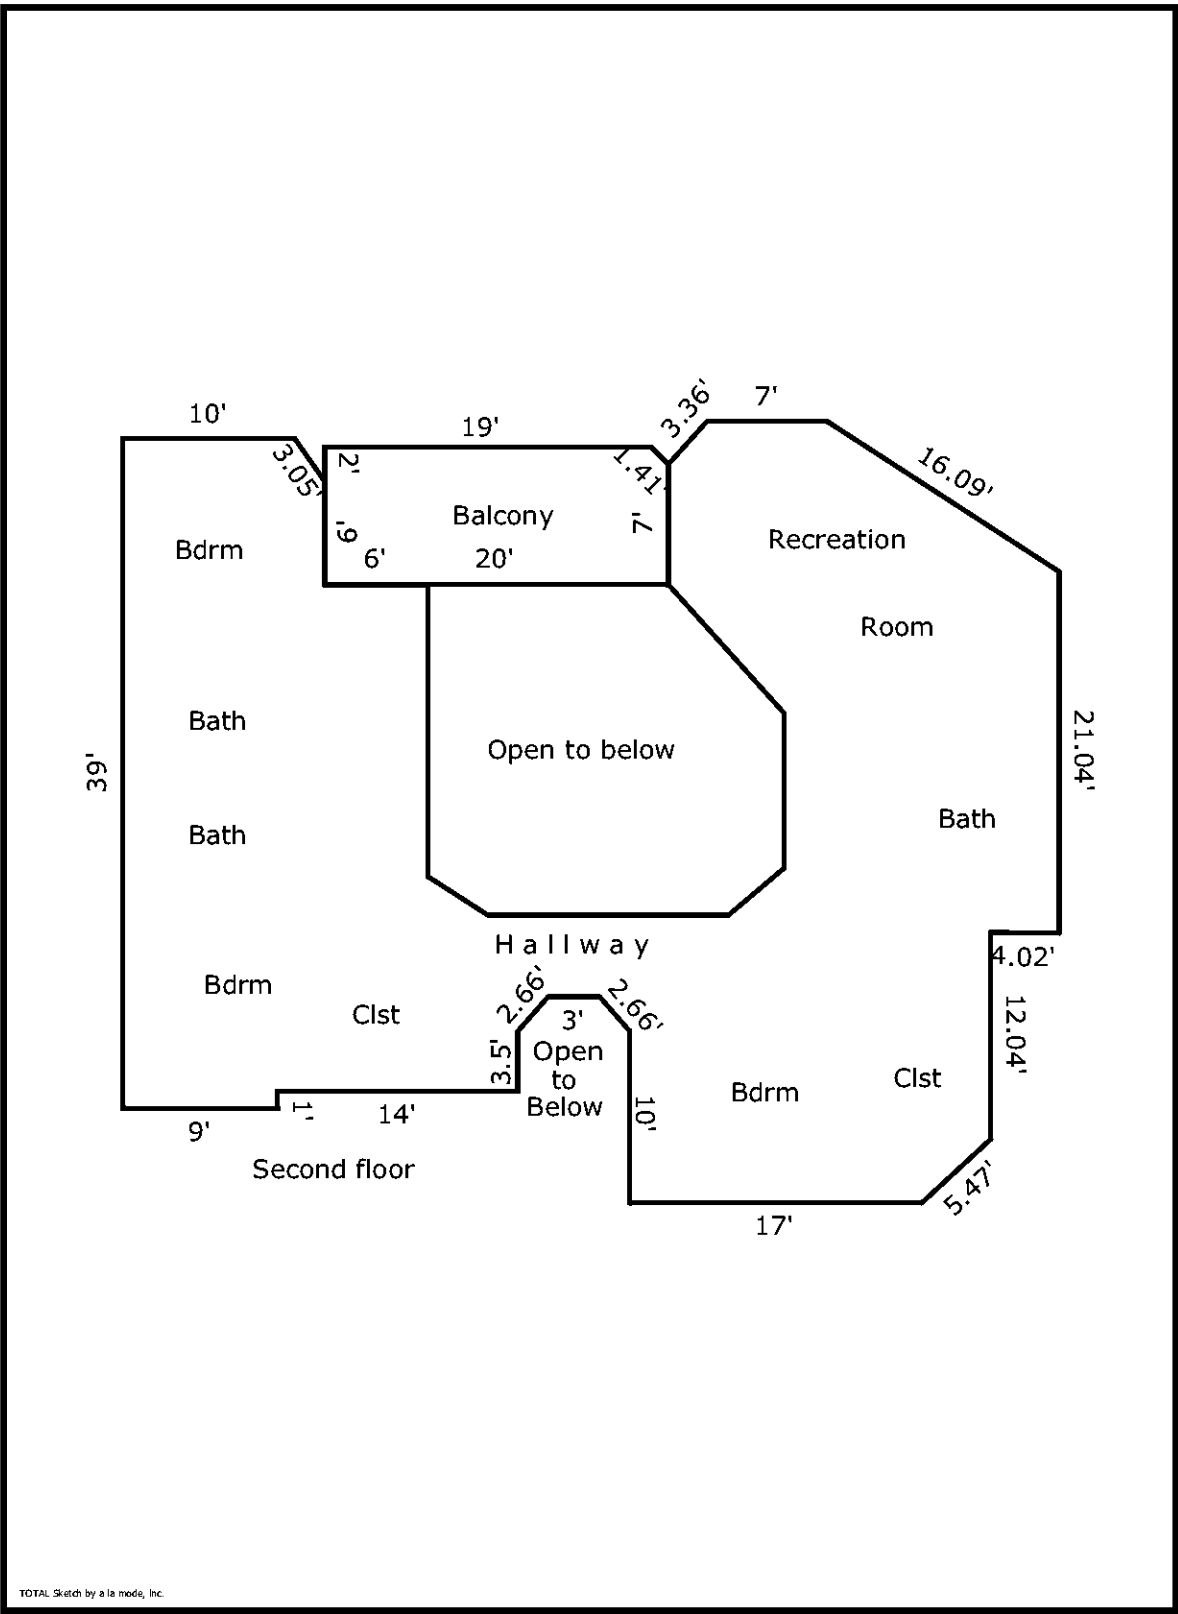 7'
10'
3.36'
19'
3.05'
2'
1.41'
16.09'
Balcony
7'
Recreation
6'
Bdrm
6'
20'
Room
Bath
Open to below
21.04'
39'
Bath
Bath
Hallway
4.02'
Bdrm
2.66'
2.66'
Clst
3'
12.04'
3.5'
Open
to
Below
Bdrm
Clst
1'
14'
10'
9'
Second floor
5.47'
17'
TOTAL Sketch by a la mode, inc.